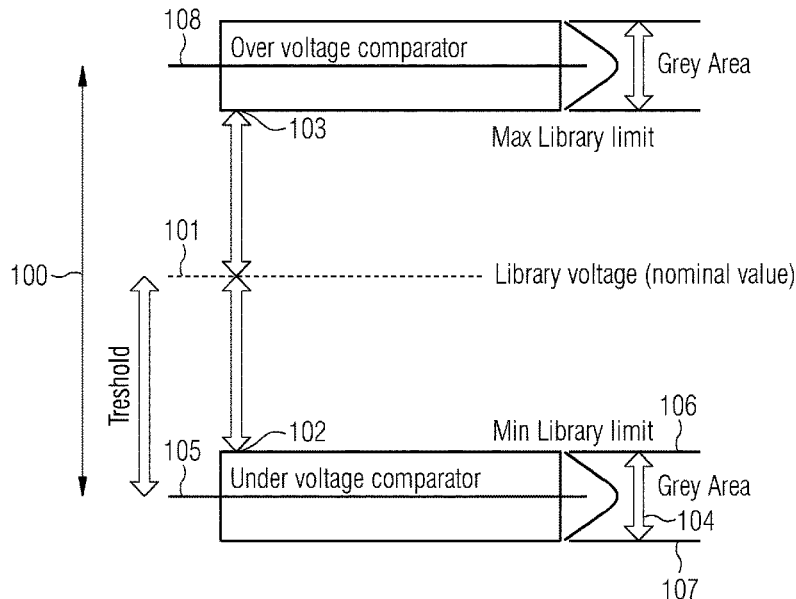 108
Over voltage comparator
Grey Area
103
Max Library limit
101
100
Library voltage (nominal value)
Treshold
102
Min Library limit
106
105
Under voltage comparator
Grey Area
104
107